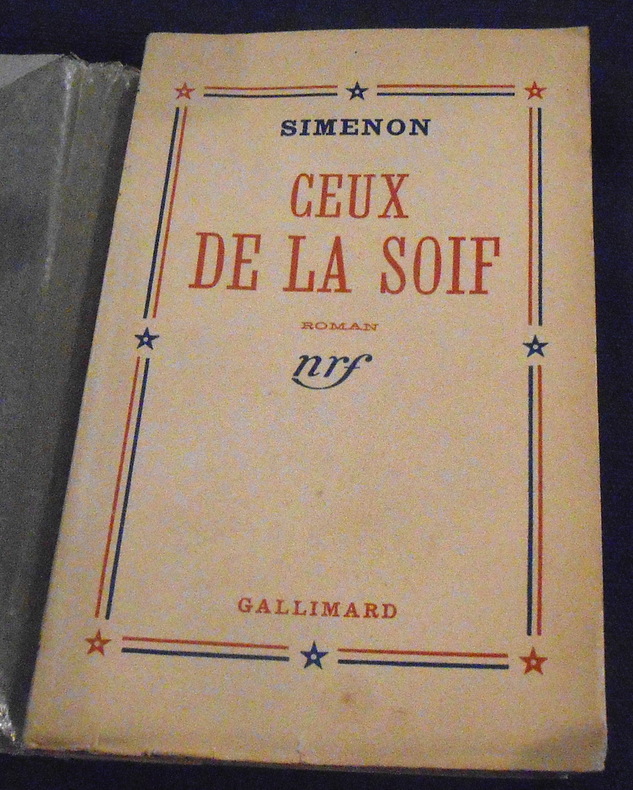 SIMENON
CEUX
DE LA SOIF
ROMAN
nrf
GALLIMARD